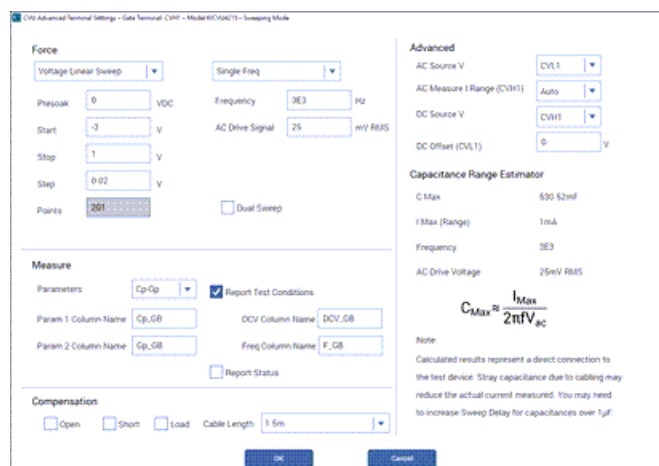 CVU Advanced Terminal Settings - Gate Terminal: CVH1 - Model KICVU4215 - Sweeping Mode
Force
Voltage Linear Sweep
Single Freq
Presoak 0 VDC
Frequency 3E3 Hz
Start -3 V
AC Drive Signal 25 mV RMS
Stop 1 V
Step 0.02 V
Points 201
Dual Sweep
Measure
Parameters Cp-Gp
Report Test Conditions
Param 1 Column Name Cp_GB
DCV Column Name DCV_GB
Param 2 Column Name Gp_GB
Freq Column Name F_GB
Report Status
Compensation
Open Short Load Cable Length 1.5m
OK Cancel
Advanced
AC Source V CVL1
AC Measure I Range (CVH1) Auto
DC Source V CVH1
DC Offset (CVL1) 0 V
Capacitance Range Estimator
C Max 530.52mF
I Max (Range) 1mA
Frequency 3E3
AC Drive Voltage 25mV RMS
C_Max ≈ I_Max / 2πfV_ac
Note:
Calculated results represent a direct connection to
the test device. Stray capacitance due to cabling may
reduce the actual current measured. You may need
to increase Sweep Delay for capacitances over 1µF.